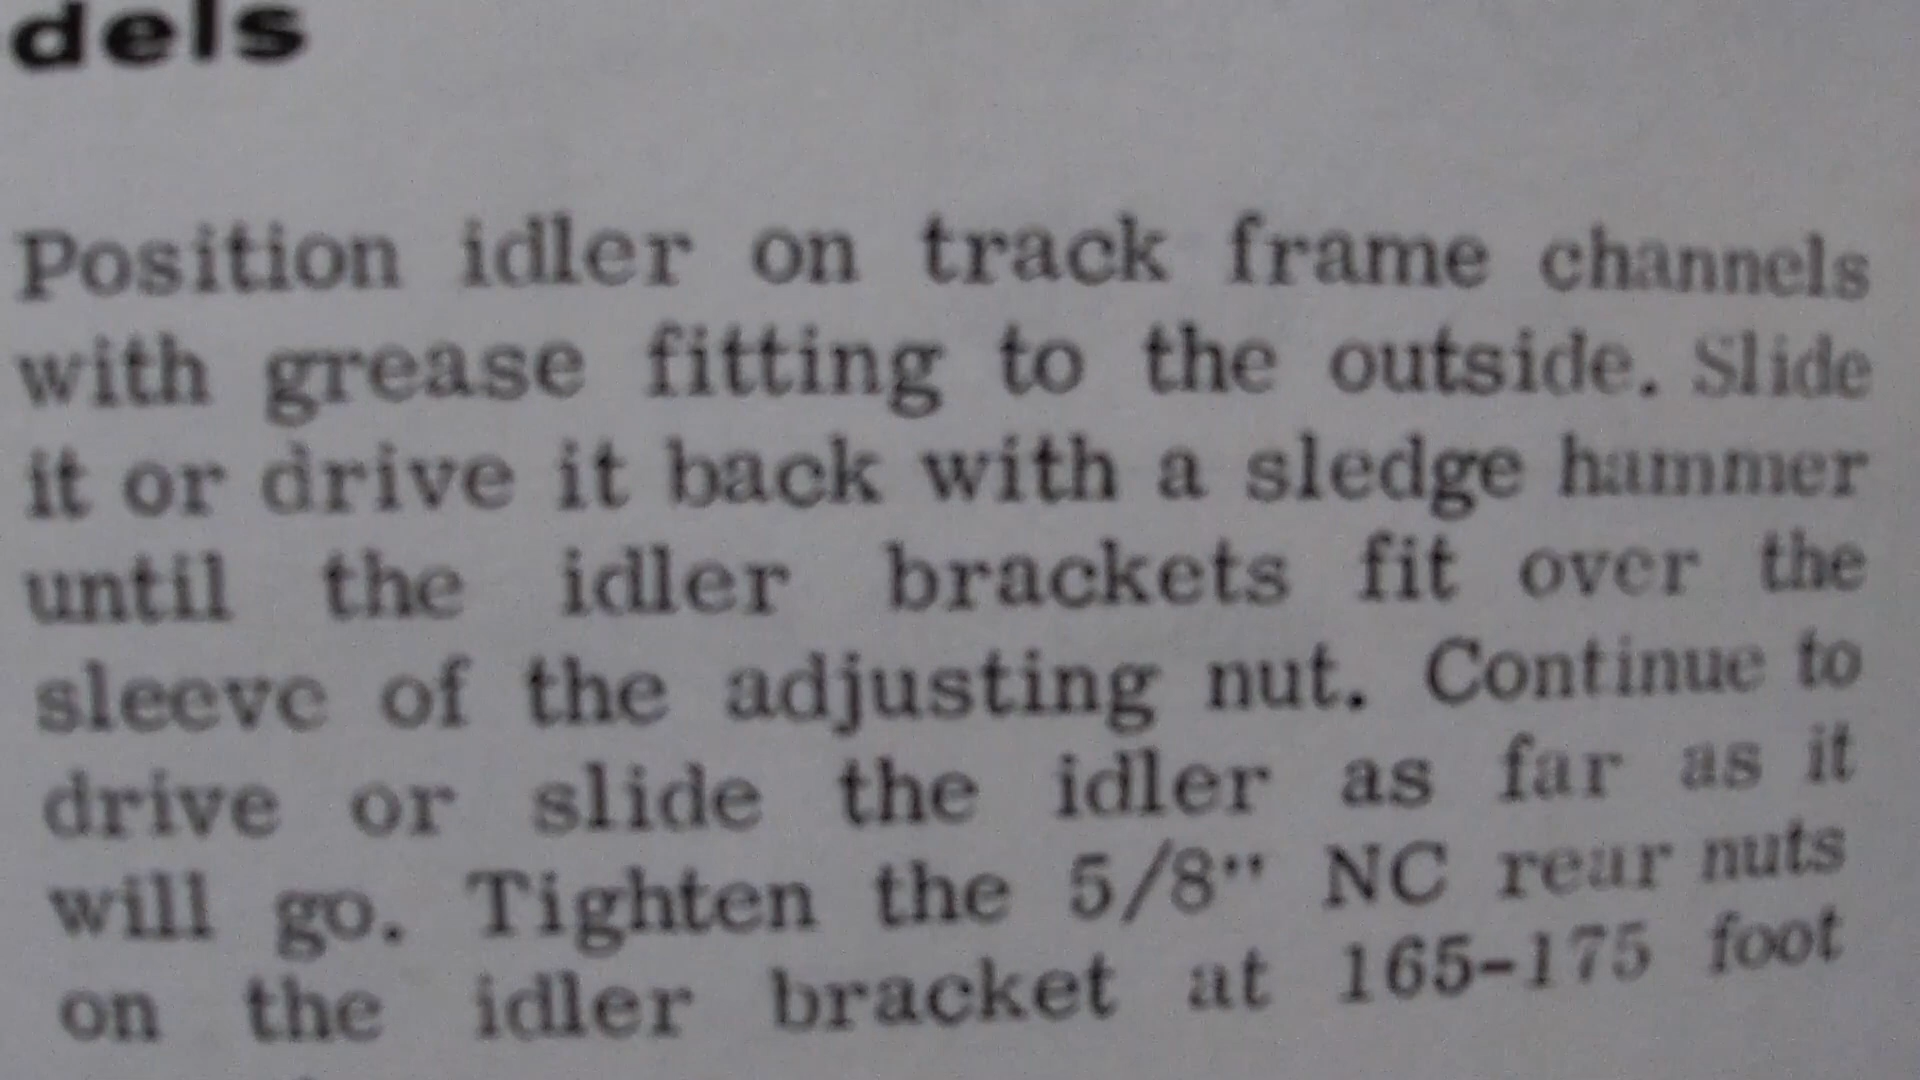 dels
Position idler on track frame channels
with grease fitting to the outside. Slide
it or drive it back with a sledge hammer
until the idler brackets fit over the
sleeve of the adjusting nut. Continue to
drive or slide the idler as far as it
will go. Tighten the 5/8" NC rear nuts
on the idler bracket at 165-175 foot